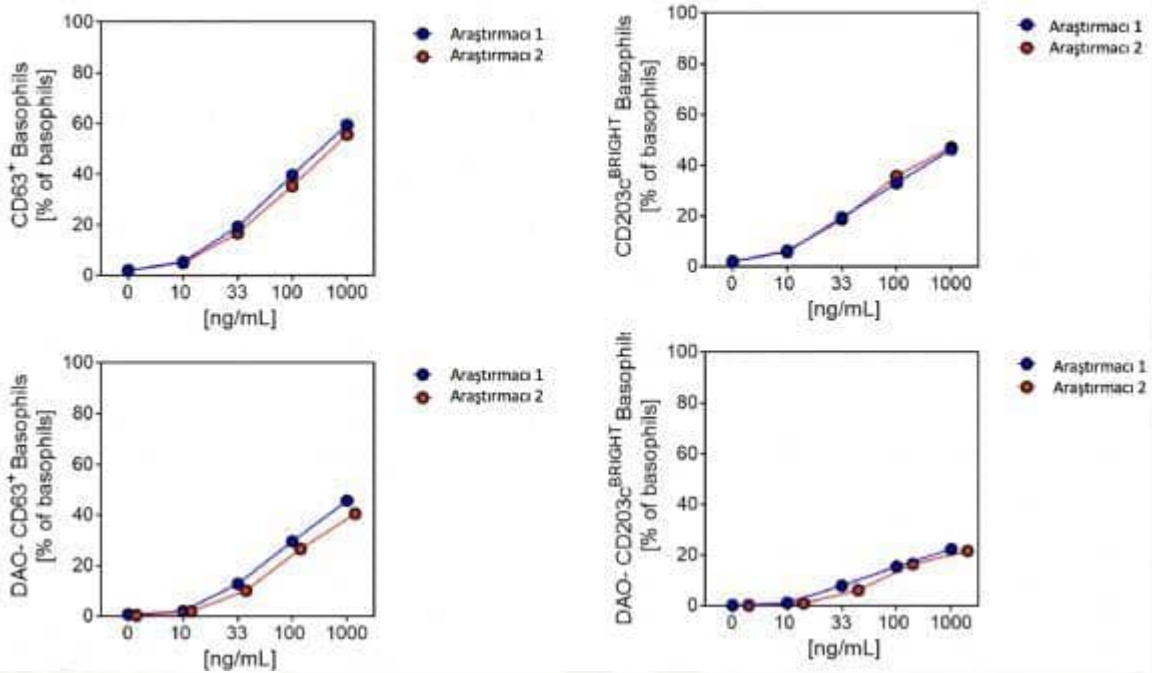 CD63+ Basophils
[% of basophils]
100
80
60
40
20
0
0 10 33 100 1000
[ng/mL]
Araştırmacı 1
Araştırmacı 2
CD203cBRIGHT Basophils
[% of basophils]
100
80
60
40
20
0
0 10 33 100 1000
[ng/mL]
Araştırmacı 1
Araştırmacı 2
DAO- CD63+ Basophils
[% of basophils]
100
80
60
40
20
0
0 10 33 100 1000
[ng/mL]
Araştırmacı 1
Araştırmacı 2
DAO- CD203cBRIGHT Basophils
[% of basophils]
100
80
60
40
20
0
0 10 33 100 1000
[ng/mL]
Araştırmacı 1
Araştırmacı 2